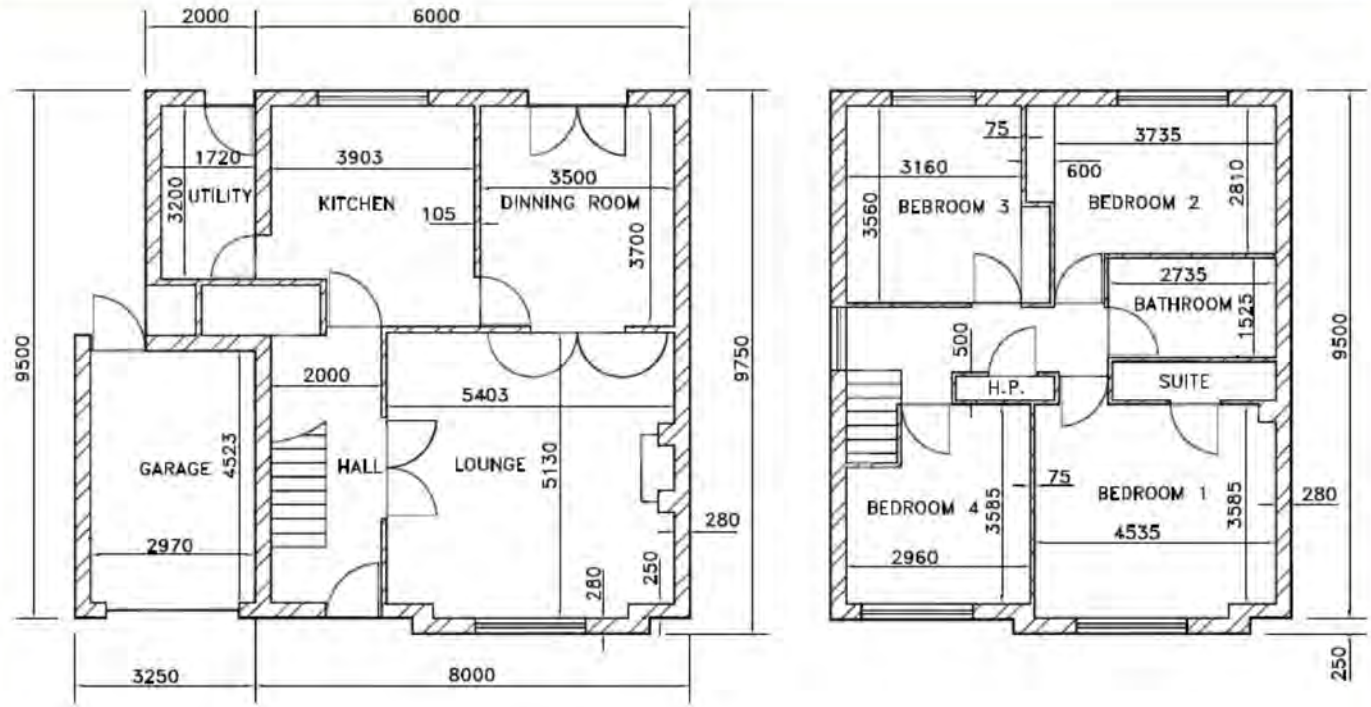 2000
6000
1720
3903
3500
3200
UTILITY
KITCHEN
105
DINNING ROOM
3700
9500
9750
2000
5403
GARAGE
4523
HALL
LOUNGE
5130
280
2970
280
250
3250
8000
75
3735
3160
600
BEBROOM 3
BEDROOM 2
2810
3560
2735
BATHROOM
1525
9500
500
H.P.
SUITE
BEDROOM 4
3585
75
BEDROOM 1
3585
280
2960
4535
250